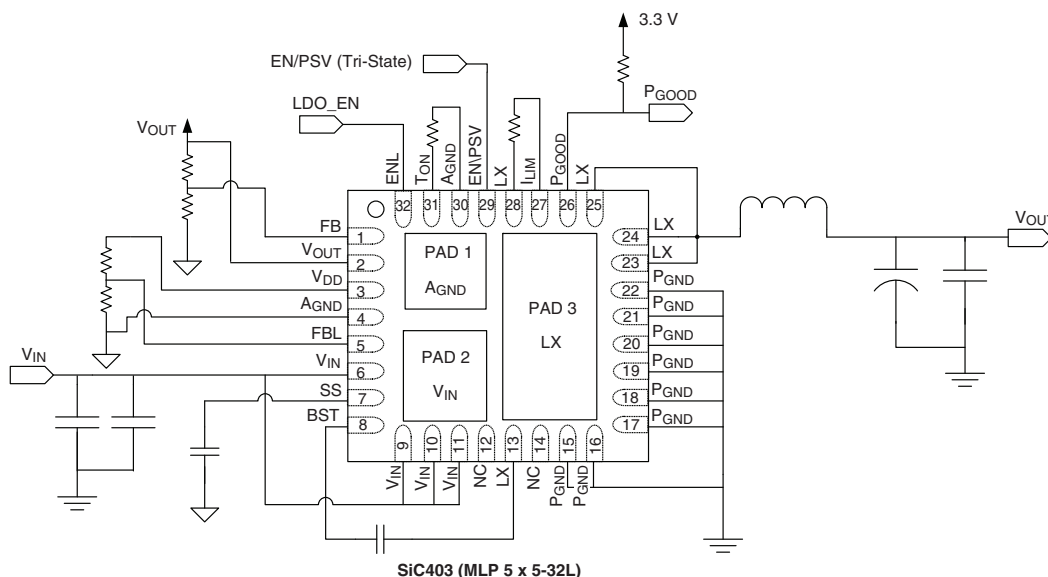 3.3 V
EN/PSV (Tri-State)
PGOOD
LDO_EN
VOUT
ENL
TON
AGND
EN\PSV
LX
ILIM
PGOOD
LX
32
31
30
29
28
27
26
25
FB
1
VOUT
2
VDD
3
AGND
4
FBL
5
VIN
VIN
6
SS
7
BST
8
PAD 1
AGND
PAD 2
VIN
PAD 3
LX
24
LX
23
LX
22
PGND
21
PGND
20
PGND
19
PGND
18
PGND
17
PGND
VOUT
9
10
11
12
13
14
15
16
VIN
VIN
VIN
NC
LX
NC
PGND
PGND
SiC403 (MLP 5 x 5-32L)